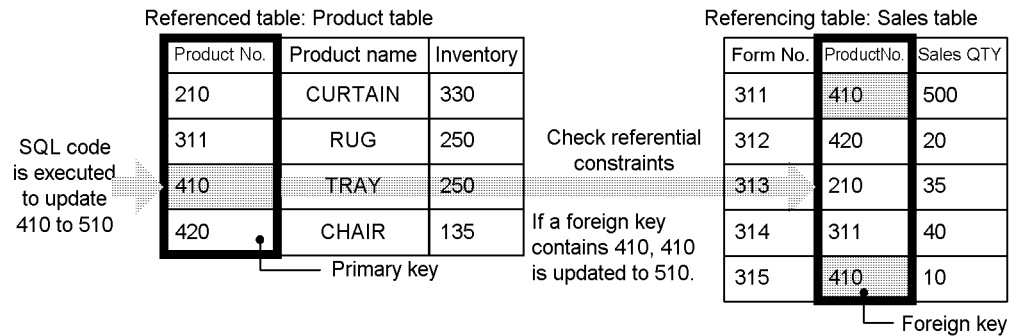 Referenced table: Product table
Product No. Product name Inventory
210 CURTAIN 330
311 RUG 250
410 TRAY 250
420 CHAIR 135
SQL code
is executed
to update
410 to 510
Primary key
Check referential
constraints
If a foreign key
contains 410, 410
is updated to 510.
Referencing table: Sales table
Form No. ProductNo. Sales QTY
311 410 500
312 420 20
313 210 35
314 311 40
315 410 10
Foreign key